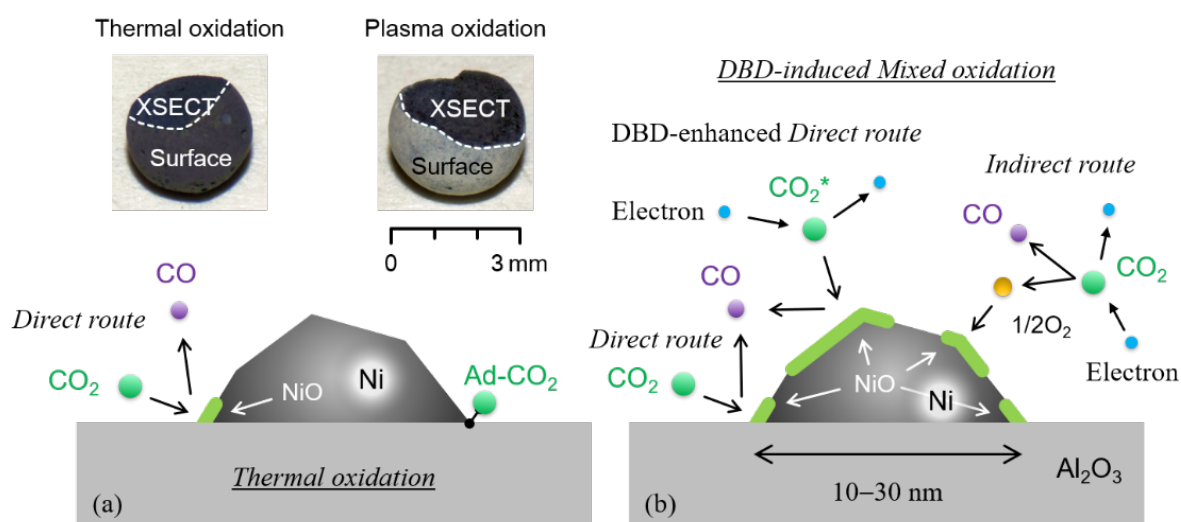 Thermal oxidation
XSECT
Surface
Plasma oxidation
XSECT
Surface
0 3 mm
CO
Direct route
CO₂
NiO
Ni
Ad-CO₂
Thermal oxidation
(a)
DBD-induced Mixed oxidation
DBD-enhanced Direct route
CO₂*
Electron
Indirect route
CO
CO₂
1/2O₂
Electron
CO
Direct route
CO₂
NiO
Ni
10–30 nm
Al₂O₃
(b)